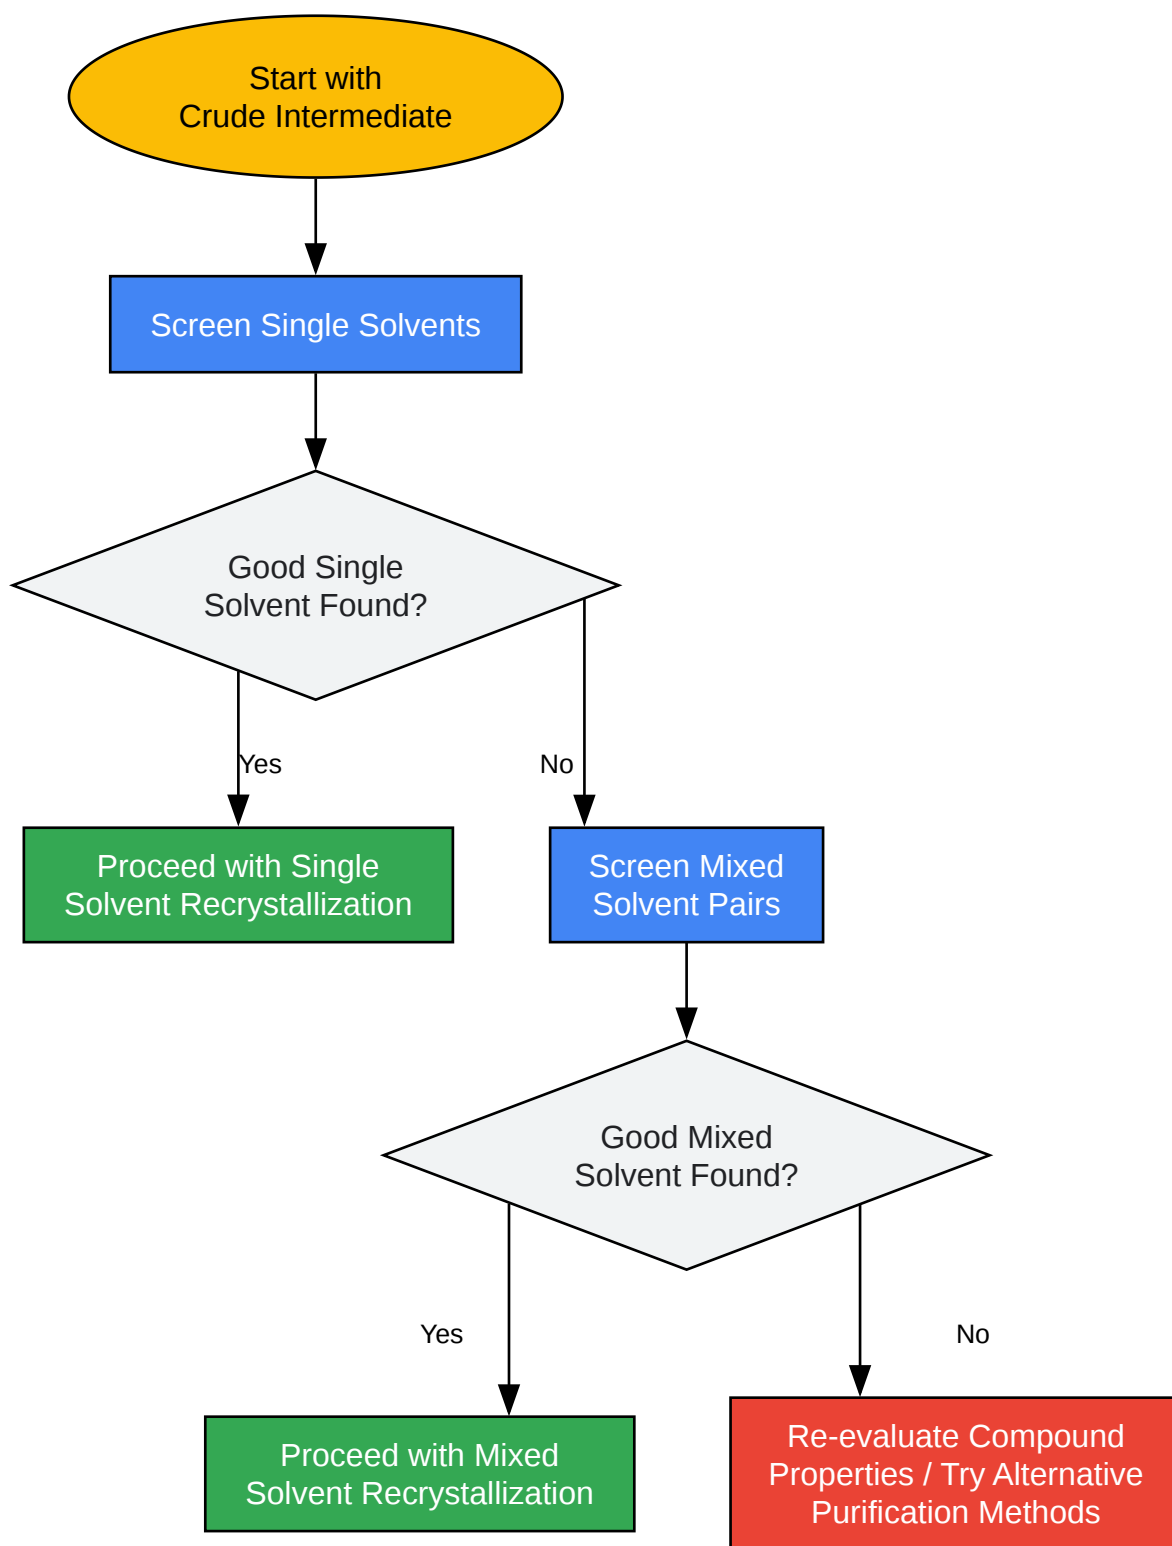 Start with
Crude Intermediate
Screen Single Solvents
Good Single
Solvent Found?
Yes
No
Proceed with Single
Solvent Recrystallization
Screen Mixed
Solvent Pairs
Good Mixed
Solvent Found?
Yes
No
Proceed with Mixed
Solvent Recrystallization
Re-evaluate Compound
Properties / Try Alternative
Purification Methods